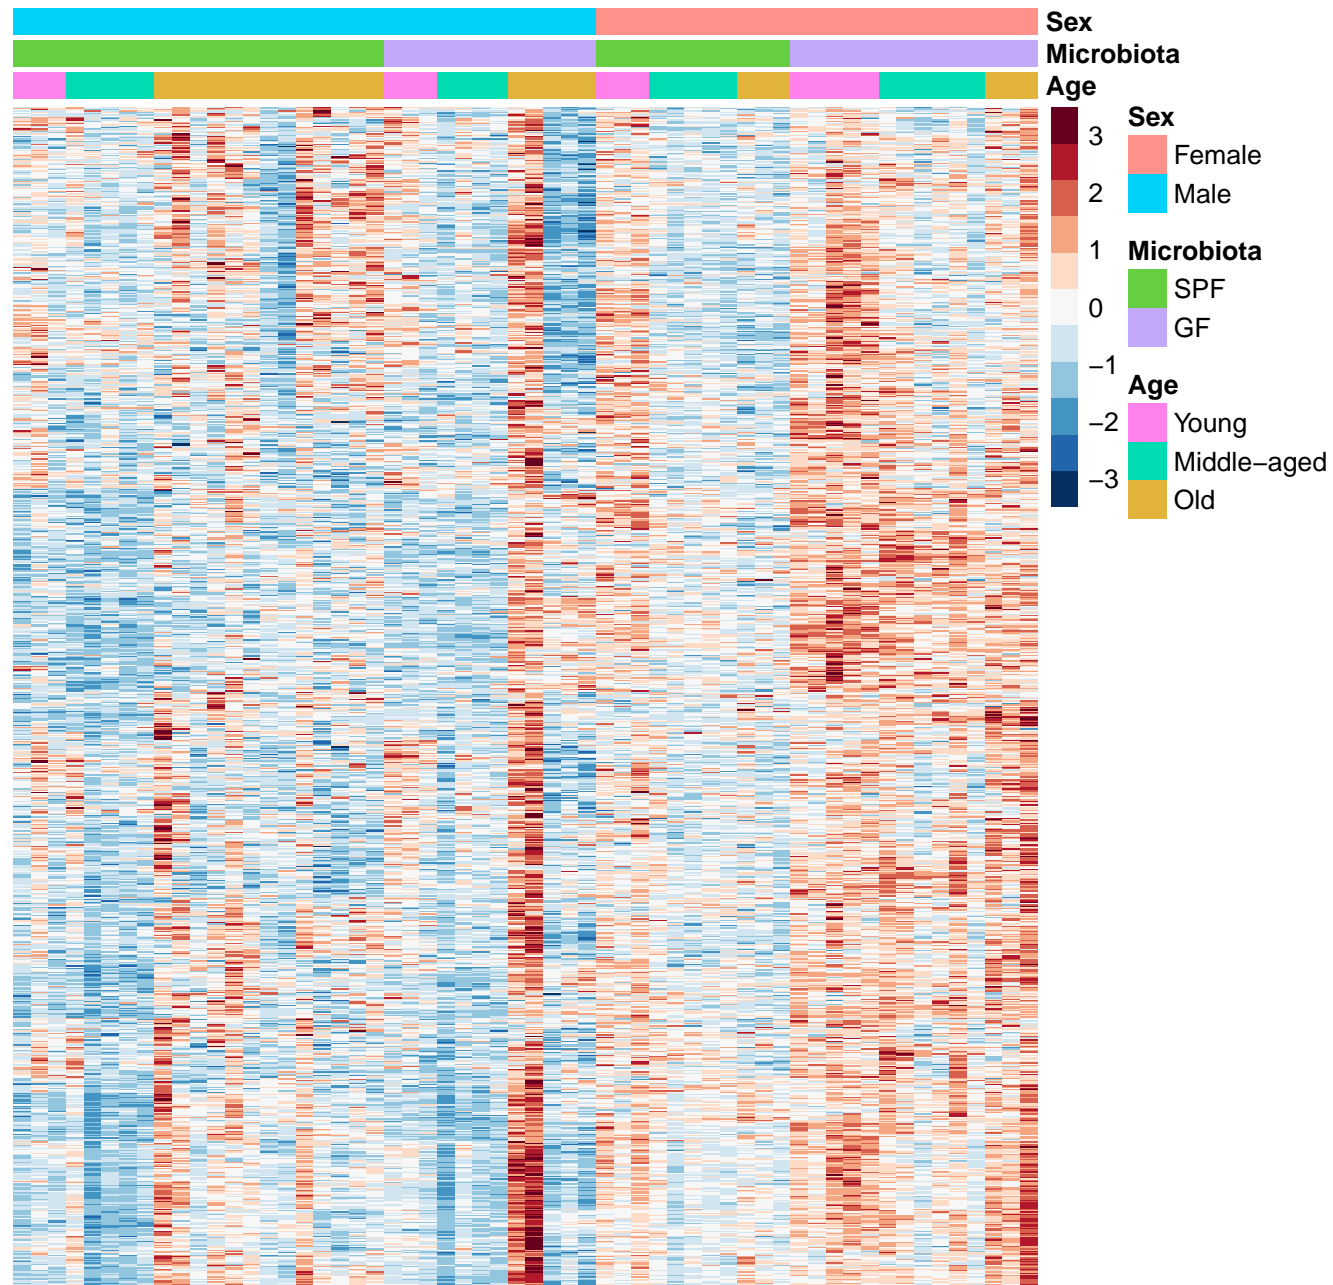 Sex
Microbiota
Age
3
2
1
0
−1
−2
−3
Sex
Female
Male
Microbiota
SPF
GF
Age
Young
Middle−aged
Old